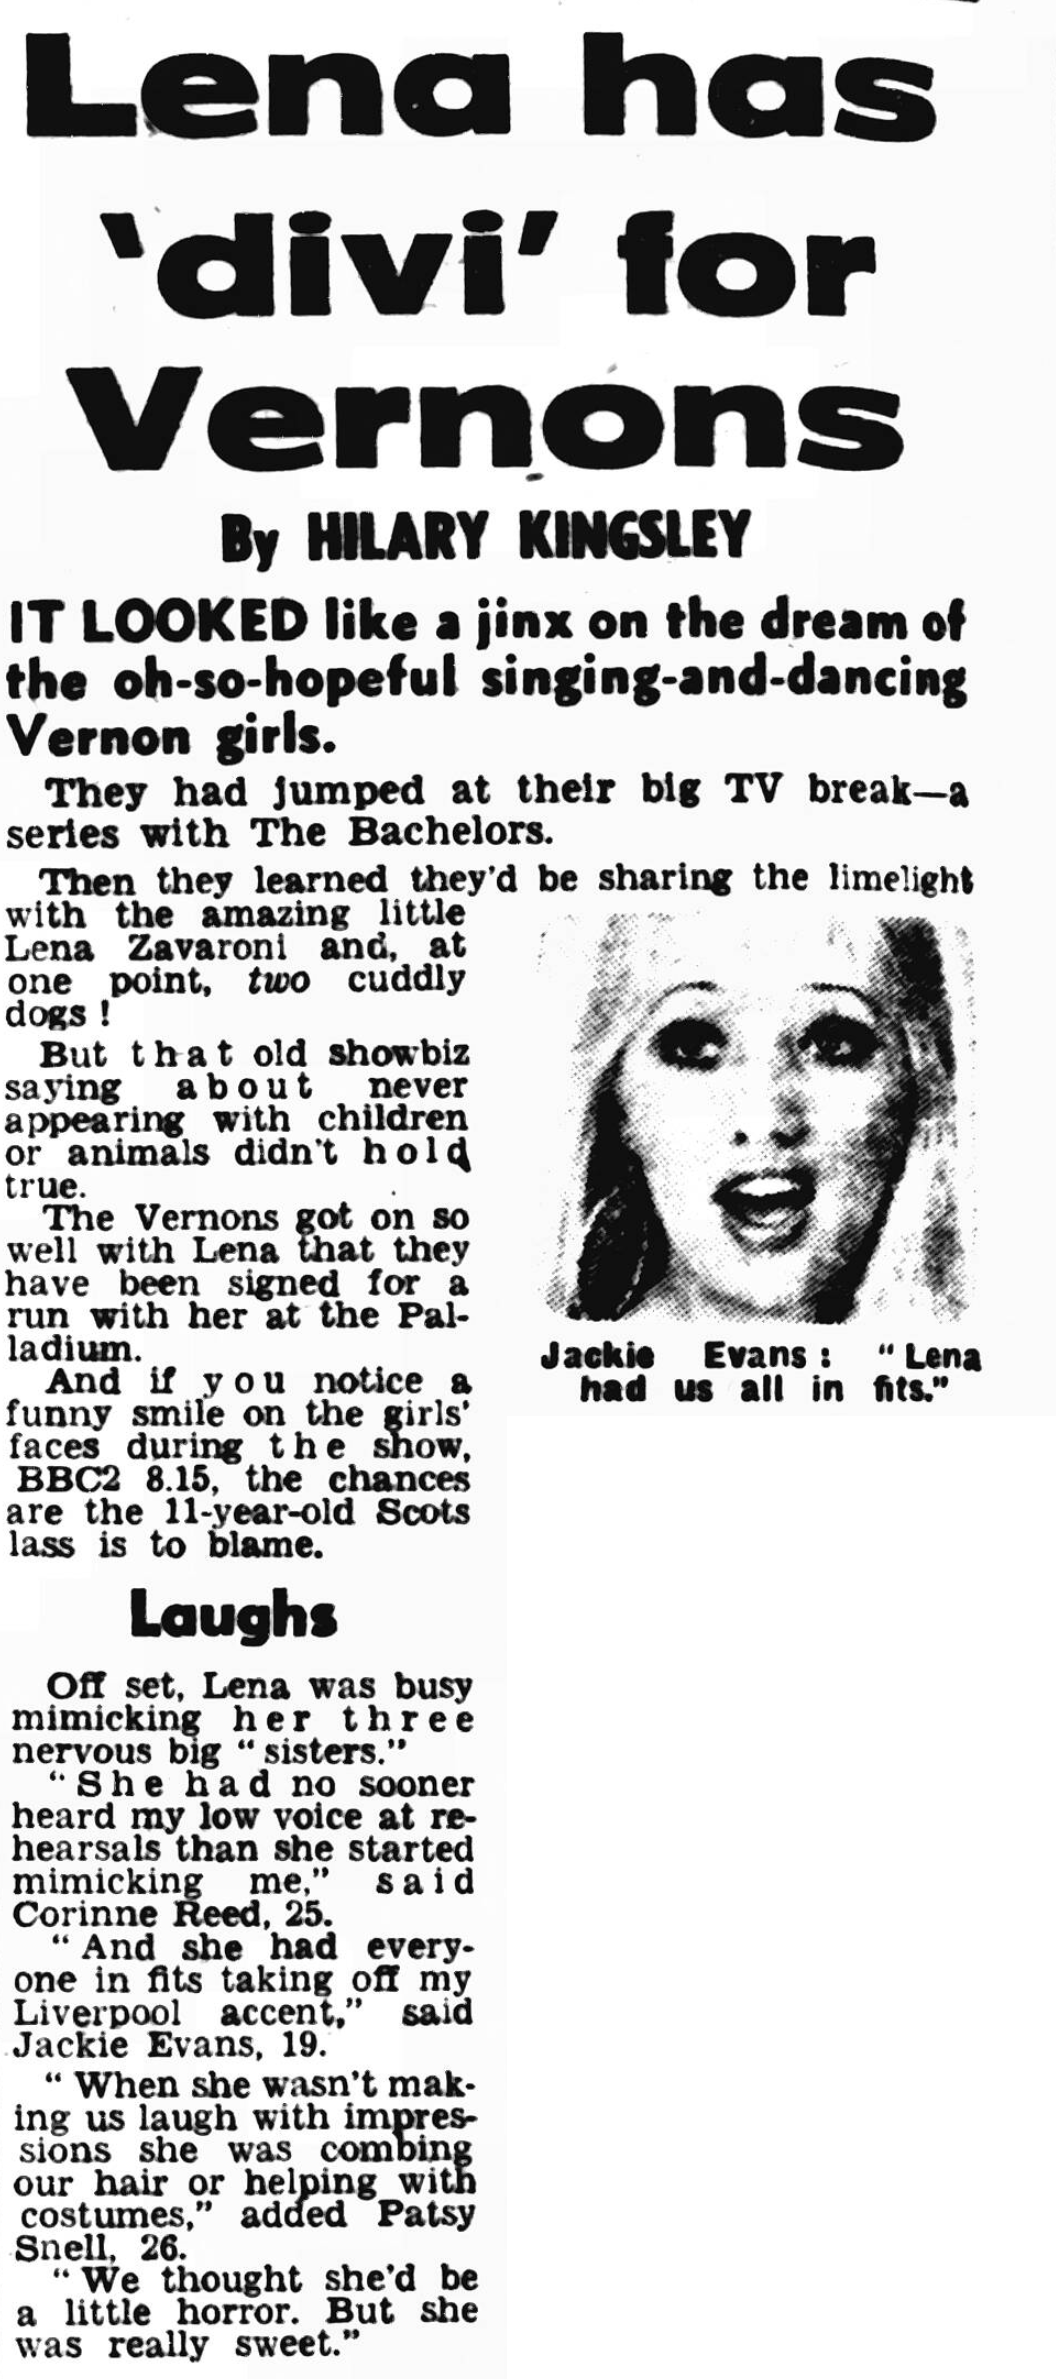 Lena has
'divi' for
Vernons
By HILARY KINGSLEY
IT LOOKED like a jinx on the dream of
the oh-so-hopeful singing-and-dancing
Vernon girls.
They had jumped at their big TV break—a
series with The Bachelors.
Then they learned they'd be sharing the limelight
with the amazing little
Lena Zavaroni and, at
one point, two cuddly
dogs !
But that old showbiz
saying about never
appearing with children
or animals didn't hold
true.
The Vernons got on so
well with Lena that they
have been signed for a
run with her at the Pal-
ladium.
And if you notice a
funny smile on the girls'
faces during the show,
BBC2 8.15, the chances
are the 11-year-old Scots
lass is to blame.
Jackie Evans : “ Lena
had us all in fits.”
Laughs
Off set, Lena was busy
mimicking her three
nervous big “ sisters.”
“ She had no sooner
heard my low voice at re-
hearsals than she started
mimicking me,” said
Corinne Reed, 25.
“ And she had every-
one in fits taking off my
Liverpool accent,” said
Jackie Evans, 19.
“ When she wasn't mak-
ing us laugh with impres-
sions she was combing
our hair or helping with
costumes,” added Patsy
Snell, 26.
“ We thought she'd be
a little horror. But she
was really sweet.”